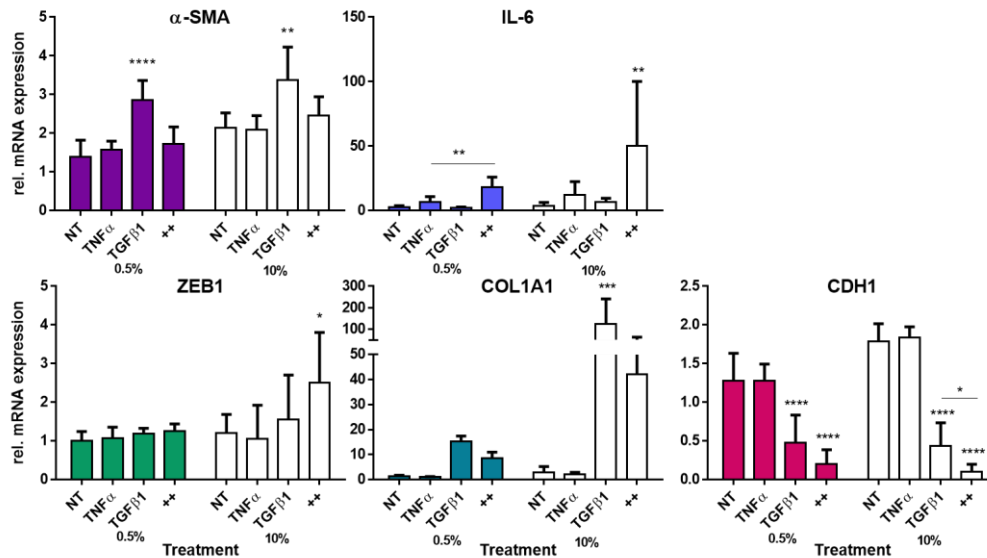 α-SMA
rel. mRNA expression
5
4
3
2
1
0
****
**
NT
TNFα
TGFβ1
++
NT
TNFα
TGFβ1
++
0.5%
10%
IL-6
150
100
50
0
**
**
NT
TNFα
TGFβ1
++
NT
TNFα
TGFβ1
++
0.5%
10%
ZEB1
rel. mRNA expression
5
4
3
2
1
0
*
NT
TNFα
TGFβ1
++
NT
TNFα
TGFβ1
++
0.5%
10%
Treatment
COL1A1
300
200
100
50
40
30
20
10
0
***
NT
TNFα
TGFβ1
++
NT
TNFα
TGFβ1
++
0.5%
10%
Treatment
CDH1
2.5
2.0
1.5
1.0
0.5
0.0
****
****
****
*
****
NT
TNFα
TGFβ1
++
NT
TNFα
TGFβ1
++
0.5%
10%
Treatment